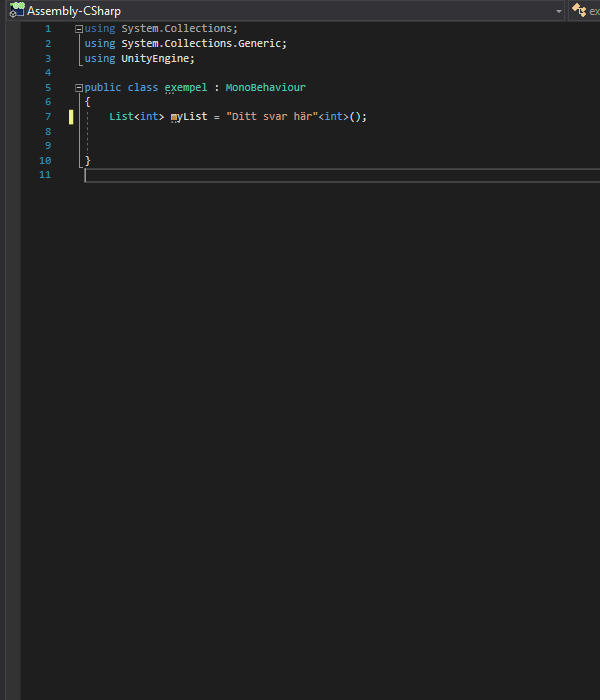 Assembly-CSharp
ex
1 using System.Collections;
2 using System.Collections.Generic;
3 using UnityEngine;
4
5 public class exempel : MonoBehaviour
6 {
7 List<int> myList = "Ditt svar här"<int>();
8
9
10 }
11